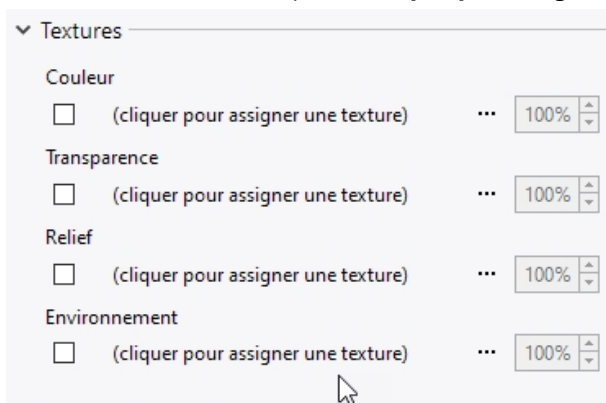 Textures
Couleur
(cliquer pour assigner une texture) ... 100%
Transparence
(cliquer pour assigner une texture) ... 100%
Relief
(cliquer pour assigner une texture) ... 100%
Environnement
(cliquer pour assigner une texture) ... 100%